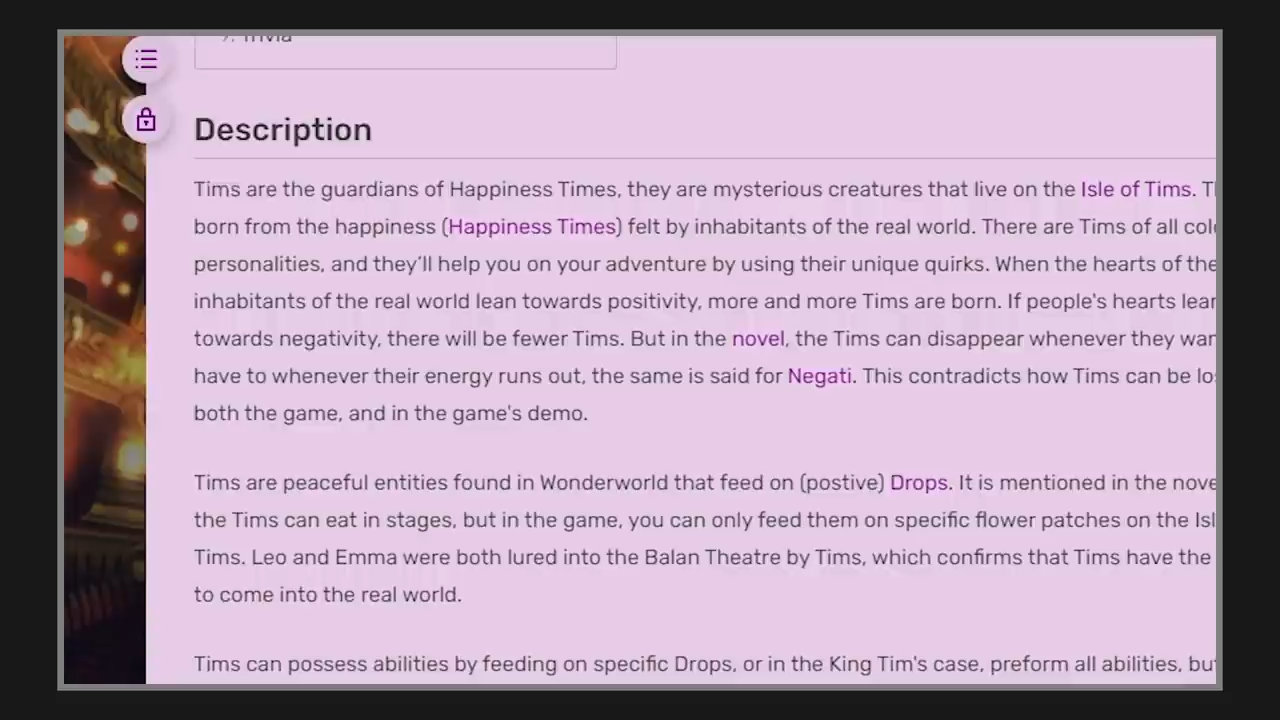 Trivia
Description
Tims are the guardians of Happiness Times, they are mysterious creatures that live on the Isle of Tims.
born from the happiness (Happiness Times) felt by inhabitants of the real world. There are Tims of all
personalities, and they'll help you on your adventure by using their unique quirks. When the hearts of the
inhabitants of the real world lean towards positivity, more and more Tims are born. If people's hearts
towards negativity, there will be fewer Tims. But in the novel, the Tims can disappear whenever they
have to whenever their energy runs out, the same is said for Negati. This contradicts how Tims can be
both the game, and in the game's demo.
Tims are peaceful entities found in Wonderworld that feed on (postive) Drops. It is mentioned in the
the Tims can eat in stages, but in the game, you can only feed them on specific flower patches on the
Tims. Leo and Emma were both lured into the Balan Theatre by Tims, which confirms that Tims have the
to come into the real world.
Tims can possess abilities by feeding on specific Drops, or in the King Tim's case, preform all abilities,